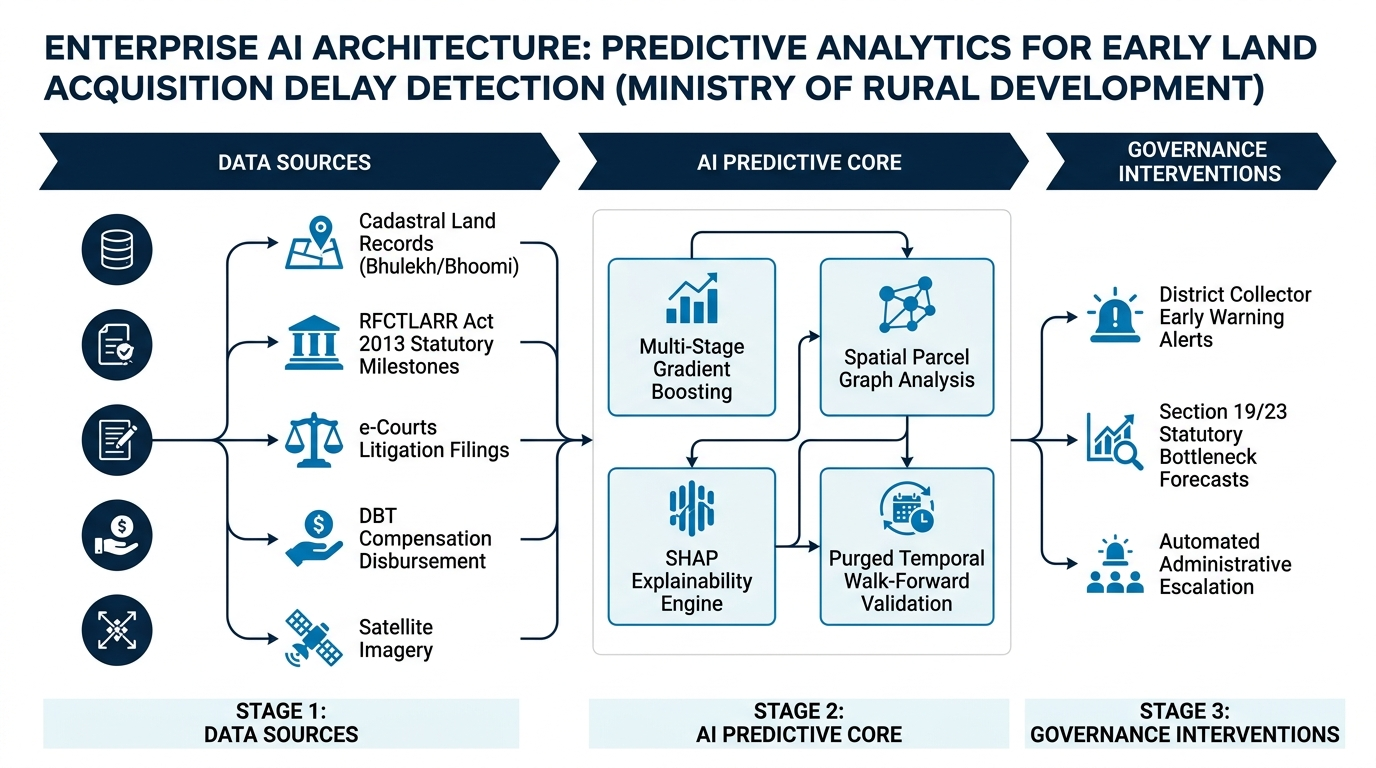 ENTERPRISE AI ARCHITECTURE: PREDICTIVE ANALYTICS FOR EARLY LAND
ACQUISITION DELAY DETECTION (MINISTRY OF RURAL DEVELOPMENT)
DATA SOURCES
AI PREDICTIVE CORE
GOVERNANCE
INTERVENTIONS
Cadastral Land
Records
(Bhulekh/Bhoomi)
RFCTLARR Act
2013 Statutory
Milestones
e-Courts
Litigation Filings
$
$
DBT
Compensation
Disbursement
Satellite
Imagery
Multi-Stage
Gradient
Boosting
Spatial Parcel
Graph Analysis
SHAP
Explainability
Engine
Purged Temporal
Walk-Forward
Validation
!
District Collector
Early Warning
Alerts
Section 19/23
Statutory
Bottleneck
Forecasts
Automated
Administrative
Escalation
STAGE 1:
DATA SOURCES
STAGE 2:
AI PREDICTIVE CORE
STAGE 3:
GOVERNANCE INTERVENTIONS